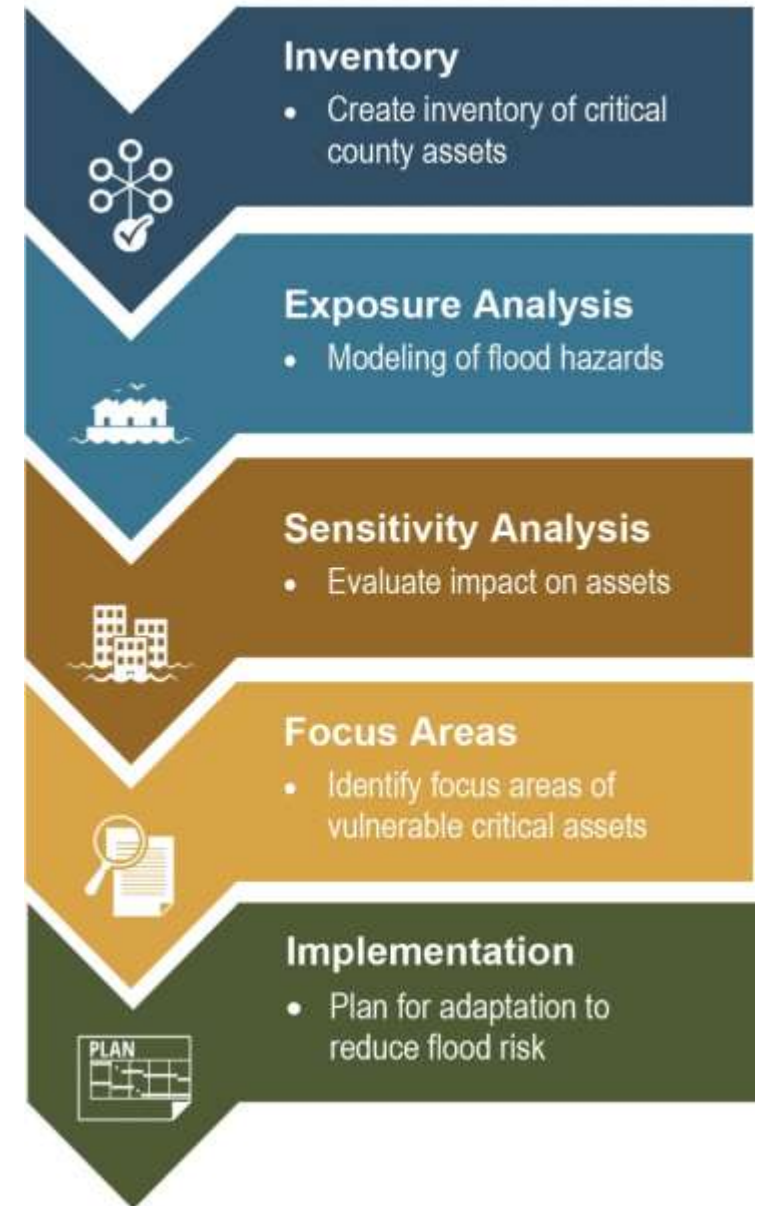 Inventory
• Create inventory of critical
county assets
Exposure Analysis
• Modeling of flood hazards
Sensitivity Analysis
• Evaluate impact on assets
Focus Areas
• Identify focus areas of
vulnerable critical assets
Implementation
• Plan for adaptation to
reduce flood risk
PLAN